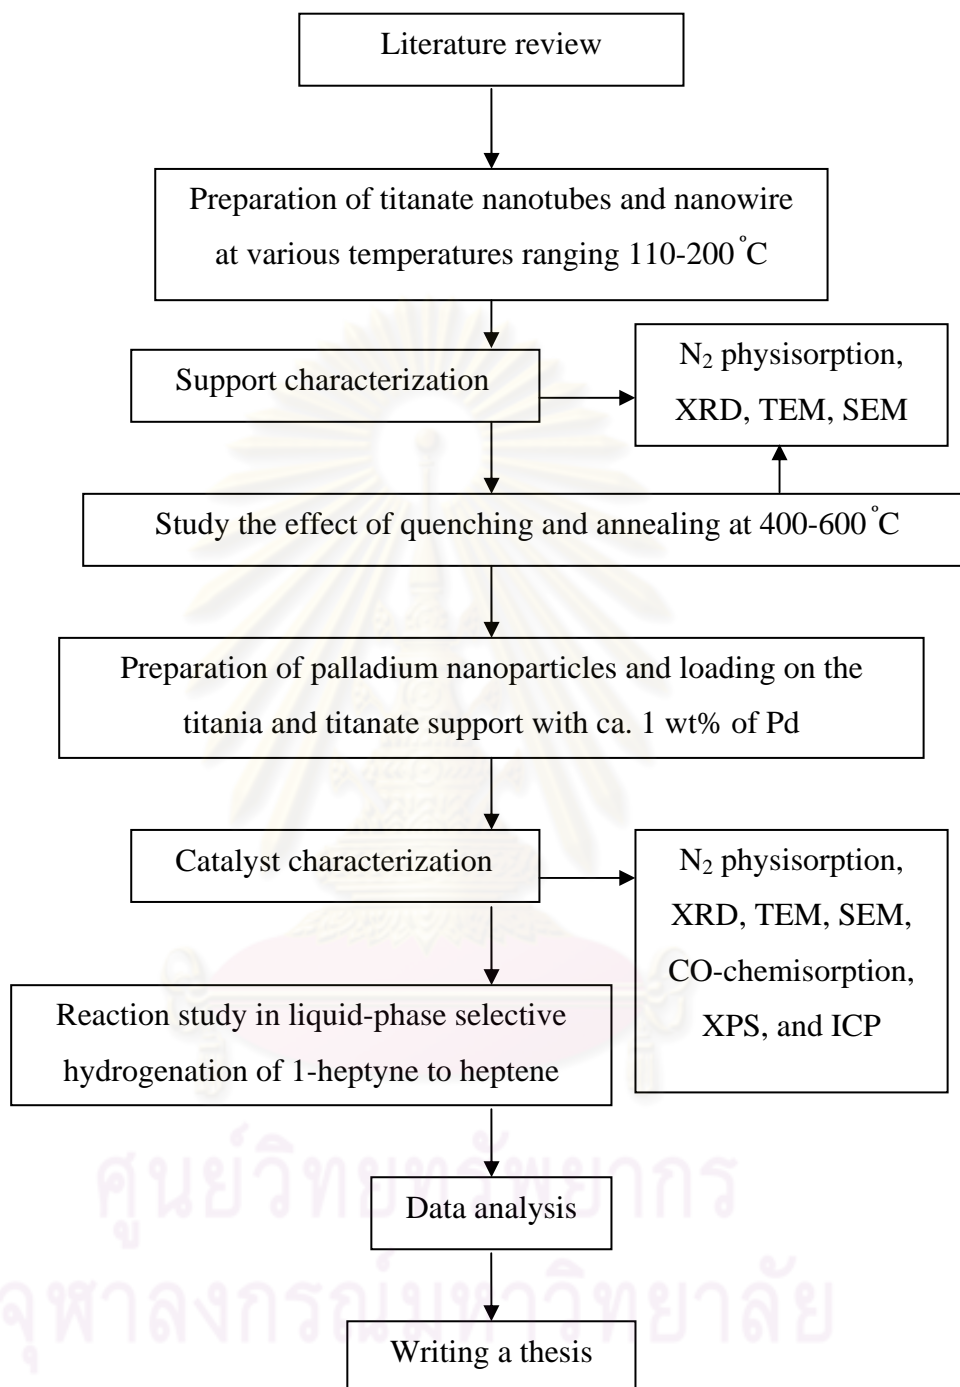 Literature review
Preparation of titanate nanotubes and nanowire
at various temperatures ranging 110-200 °C
Support characterization
N₂ physisorption,
XRD, TEM, SEM
Study the effect of quenching and annealing at 400-600 °C
Preparation of palladium nanoparticles and loading on the
titania and titanate support with ca. 1 wt% of Pd
Catalyst characterization
N₂ physisorption,
XRD, TEM, SEM,
CO-chemisorption,
XPS, and ICP
Reaction study in liquid-phase selective
hydrogenation of 1-heptyne to heptene
ศูนย์วิทยทรัพยากร
Data analysis
จุฬาลงกรณ์มหาวิทยาลัย
Writing a thesis